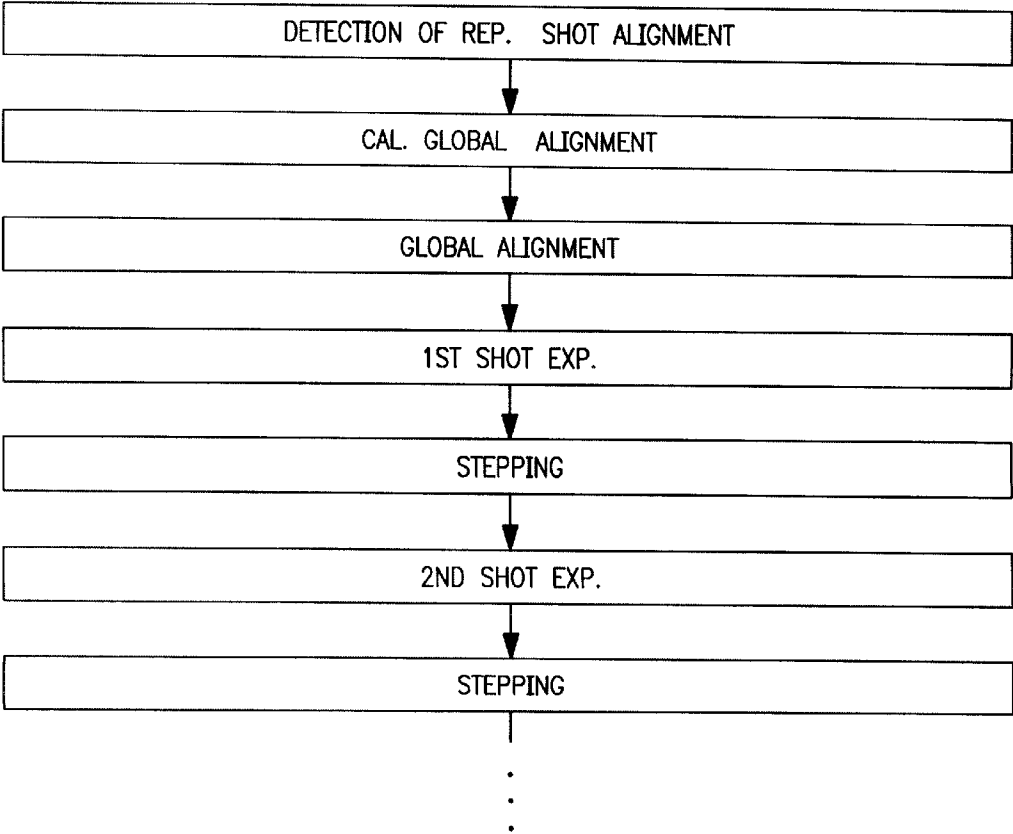 DETECTION OF REP. SHOT ALIGNMENT
CAL. GLOBAL ALIGNMENT
GLOBAL ALIGNMENT
1ST SHOT EXP.
STEPPING
2ND SHOT EXP.
STEPPING